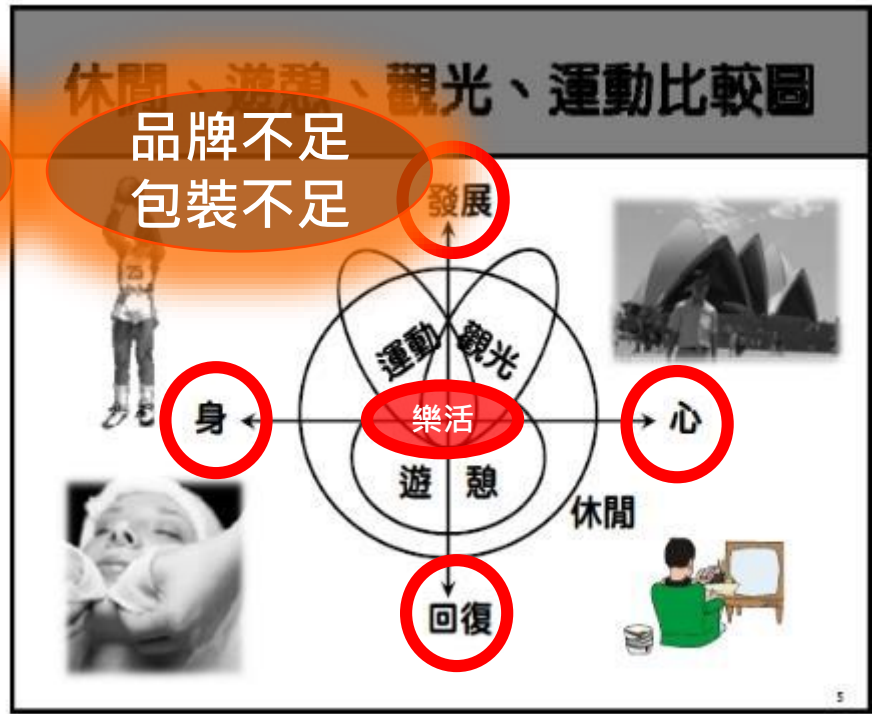 休閒、遊憩、觀光、運動比較圖
品牌不足
包裝不足
發展
25
運動
觀光
身
樂活
心
遊憩
休閒
回復
5